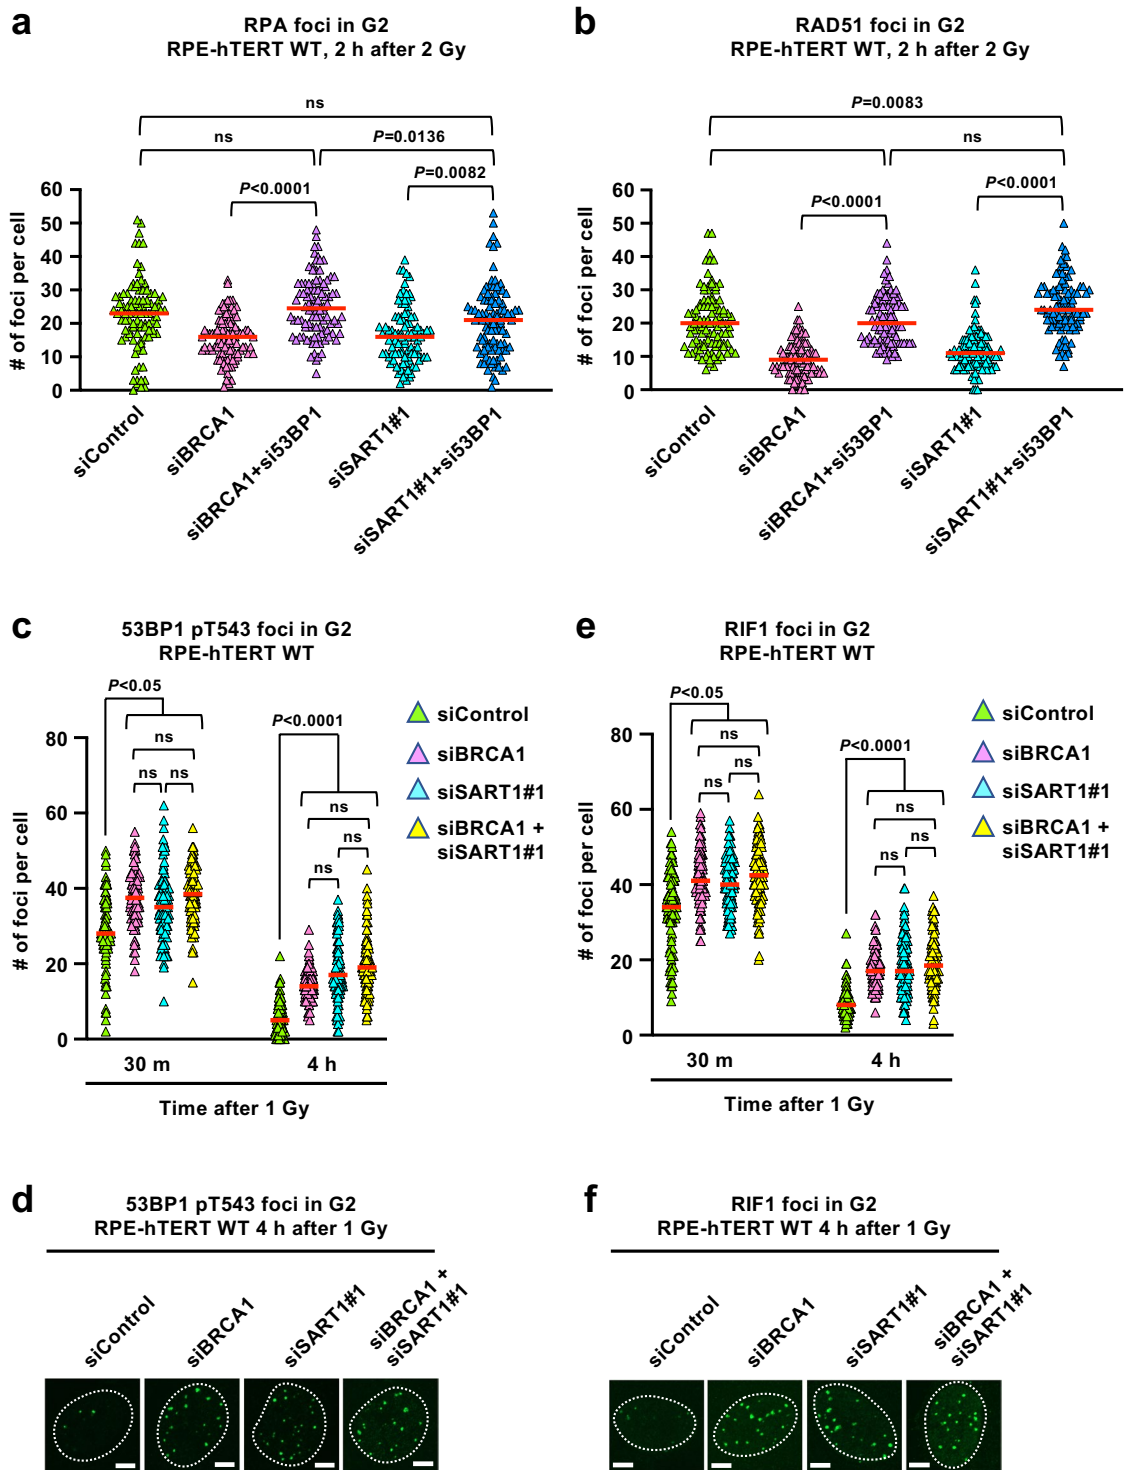 a
RPA foci in G2
RPE-hTERT WT, 2 h after 2 Gy
ns
ns
P=0.0136
P<0.0001
P=0.0082
# of foci per cell
60
50
40
30
20
10
0
siControl
siBRCA1
siBRCA1+si53BP1
siSART1#1
siSART1#1+si53BP1
b
RAD51 foci in G2
RPE-hTERT WT, 2 h after 2 Gy
P=0.0083
ns
P<0.0001
P<0.0001
# of foci per cell
60
50
40
30
20
10
0
siControl
siBRCA1
siBRCA1+si53BP1
siSART1#1
siSART1#1+si53BP1
c
53BP1 pT543 foci in G2
RPE-hTERT WT
P<0.05
ns
ns
ns
P<0.0001
ns
ns
ns
siControl
siBRCA1
siSART1#1
siBRCA1 +
siSART1#1
# of foci per cell
80
60
40
20
0
30 m
4 h
Time after 1 Gy
e
RIF1 foci in G2
RPE-hTERT WT
P<0.05
ns
ns
ns
P<0.0001
ns
ns
ns
siControl
siBRCA1
siSART1#1
siBRCA1 +
siSART1#1
# of foci per cell
80
60
40
20
0
30 m
4 h
Time after 1 Gy
d
53BP1 pT543 foci in G2
RPE-hTERT WT 4 h after 1 Gy
siControl
siBRCA1
siSART1#1
siBRCA1 +
siSART1#1
f
RIF1 foci in G2
RPE-hTERT WT 4 h after 1 Gy
siControl
siBRCA1
siSART1#1
siBRCA1 +
siSART1#1